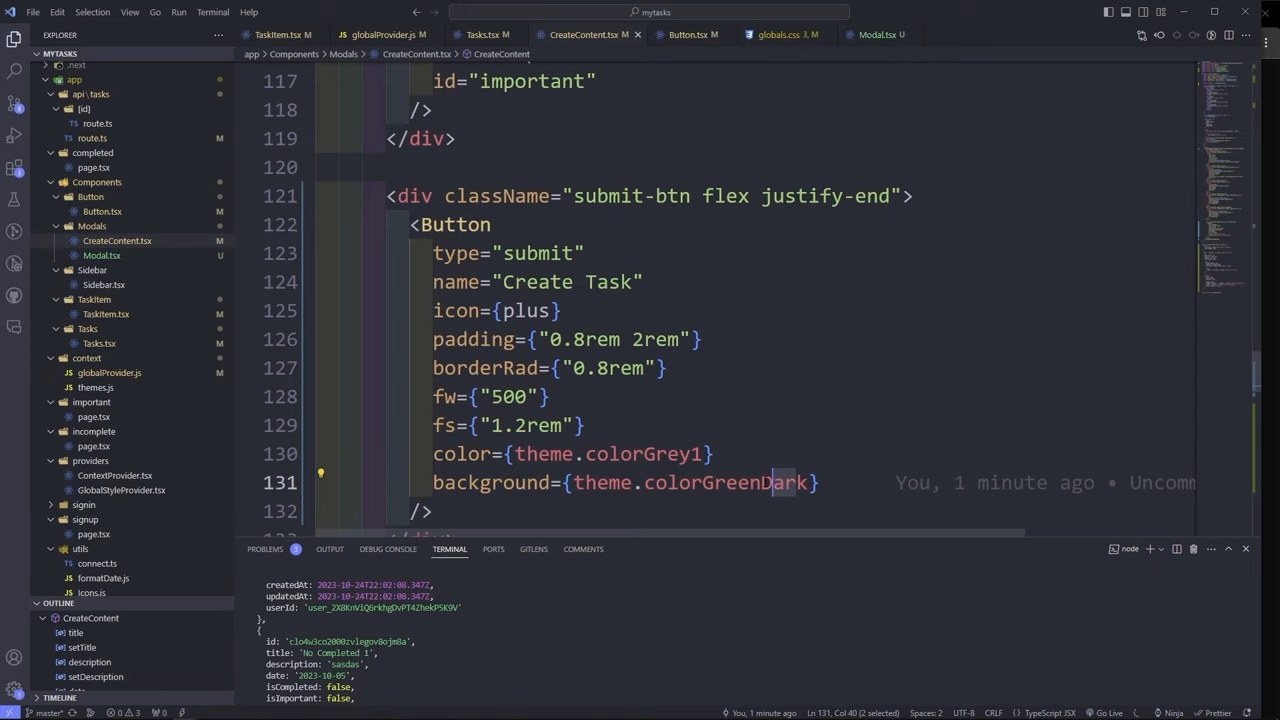 File Edit Selection View Go Run Terminal Help
mytasks
EXPLORER
MYTASKS
.next
app
api\tasks
[id]
route.ts
route.ts M
completed
page.tsx
Components
Button
Button.tsx M
Modals
CreateContent.tsx M
Modal.tsx U
Sidebar
Sidebar.tsx
TaskItem
TaskItem.tsx M
Tasks
Tasks.tsx M
context
globalProvider.js M
themes.js
important
page.tsx
incomplete
page.tsx
providers
ContextProvider.tsx
GlobalStyleProvider.tsx
signin
page.tsx
signup
page.tsx
utils
connect.ts
formatDate.js
Icons.js
OUTLINE
CreateContent
title
setTitle
description
setDescription
TIMELINE
TaskItem.tsx M globalProvider.js M Tasks.tsx M CreateContent.tsx M Button.tsx M globals.css 3, M Modal.tsx U
app > Components > Modals > CreateContent.tsx > CreateContent
117 id="important"
118 />
119 </div>
120
121 <div className="submit-btn flex justify-end">
122 <Button
123 type="submit"
124 name="Create Task"
125 icon={plus}
126 padding={"0.8rem 2rem"}
127 borderRad={"0.8rem"}
128 fw={"500"}
129 fs={"1.2rem"}
130 color={theme.colorGrey1}
131 background={theme.colorGreenDark} You, 1 minute ago • Uncomm
132 />
PROBLEMS 3 OUTPUT DEBUG CONSOLE TERMINAL PORTS GITLENS COMMENTS
node
createdAt: 2023-10-24T22:02:08.347Z,
updatedAt: 2023-10-24T22:02:08.347Z,
userId: 'user_2X8KnViQ6rkhgDvPT4ZhekP5K9V'
},
{
id: 'clo4w3co2000zvlegov8ojm8a',
title: 'No Completed 1',
description: 'sasdas',
date: '2023-10-05',
isCompleted: false,
isImportant: false,
master* 0 3 0 You, 1 minute ago Ln 131, Col 40 (2 selected) Spaces: 2 UTF-8 CRLF TypeScript JSX Go Live Ninja Prettier